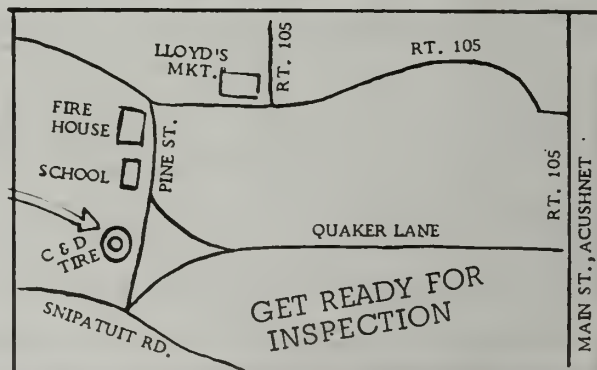 LLOYD'S
MKT.
RT. 105
RT. 105
FIRE
HOUSE
PINE ST.
SCHOOL
RT. 105
C & D
TIRE
QUAKER LANE
MAIN ST., ACUSHNET
SNIPATUIT RD.
GET READY FOR
INSPECTION